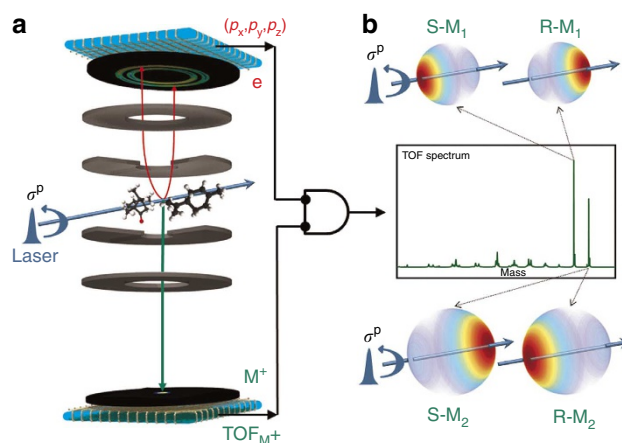 a
(px,py,pz)
e
σp
Laser
M+
TOFM+
b
S-M1
R-M1
σp
TOF spectrum
Mass
σp
S-M2
R-M2